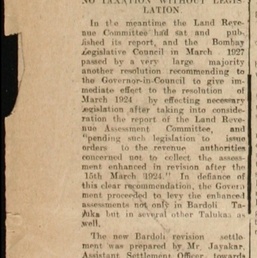 NO TAXATION WITHOUT LEGIS
LATION
In the meantime the Land Reve-
nue Committee had sat and pub-
lished its report, and the Bombay
Legislative Council in March 1927
passed by a very large majority
another resolution recommending to
the Governor-in-Council to give im-
mediate effect to the resolution of
March 1924 by effecting necessary
legislation after taking into conside-
ration the report of the Land Reve-
nue Assessment Committee, and
"pending such legislation to issue
orders to the revenue authorities
concerned not to collect the assess-
ment enhanced in revision after the
15th March 1924." In defiance of
this clear recommendation, the Govern
ment proceeded to levy the enhanced
assessments not only in Bardoli Ta-
luka but in several other Talukas as
well.
The new Bardoli revision settle-
ment was prepared by Mr. Jayakar,
Assistant Settlement Officer, towards